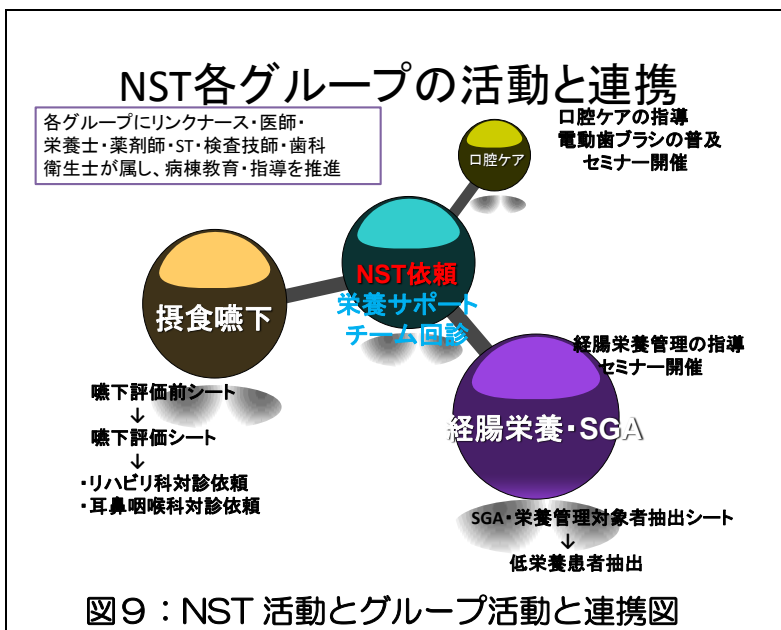 NST各グループの活動と連携
各グループにリンクナース・医師・
栄養士・薬剤師・ST・検査技師・歯科
衛生士が属し、病棟教育・指導を推進
口腔ケアの指導
電動歯ブラシの普及
セミナー開催
口腔ケア
NST依頼
栄養サポート
チーム回診
摂食嚥下
嚥下評価前シート
↓
嚥下評価シート
↓
・リハビリ科対診依頼
・耳鼻咽喉科対診依頼
経腸栄養管理の指導
セミナー開催
経腸栄養・SGA
SGA・栄養管理対象者抽出シート
↓
低栄養患者抽出
図9：NST 活動とグループ活動と連携図